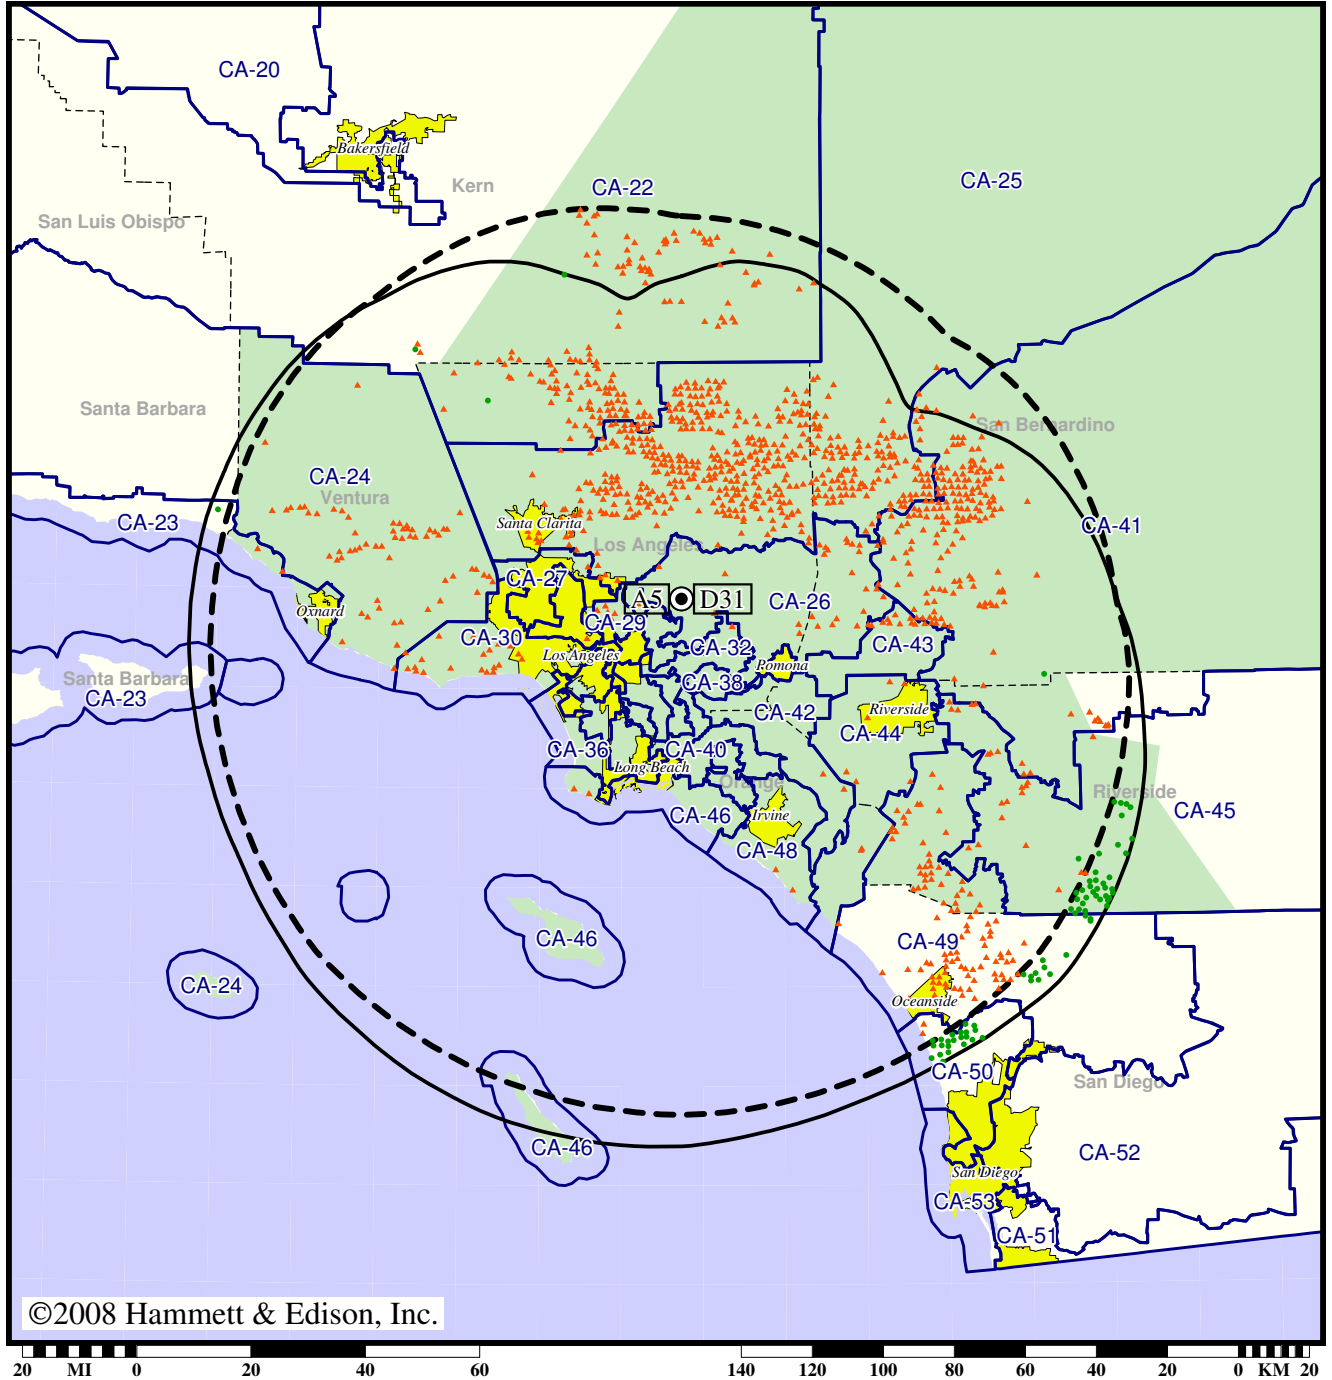 CA-20
Bakersfield
Kern
CA-22
CA-25
San Luis Obispo
Santa Barbara
San Bernardino
CA-24
Ventura
CA-23
Santa Clarita
Los Angeles
CA-41
CA-27
A5
D31
CA-26
Oxnard
CA-29
CA-30
CA-32
CA-43
Los Angeles
Pomona
Santa Barbara
CA-23
CA-38
CA-42
Riverside
CA-44
CA-36
CA-40
Long Beach
Orange
Riverside
CA-45
CA-46
Irvine
CA-48
CA-46
CA-49
CA-24
Oceanside
CA-50
San Diego
CA-46
CA-52
San Diego
CA-53
CA-51
©2008 Hammett & Edison, Inc.
20 MI 0 20 40 60 140 120 100 80 60 40 20 0 KM 20